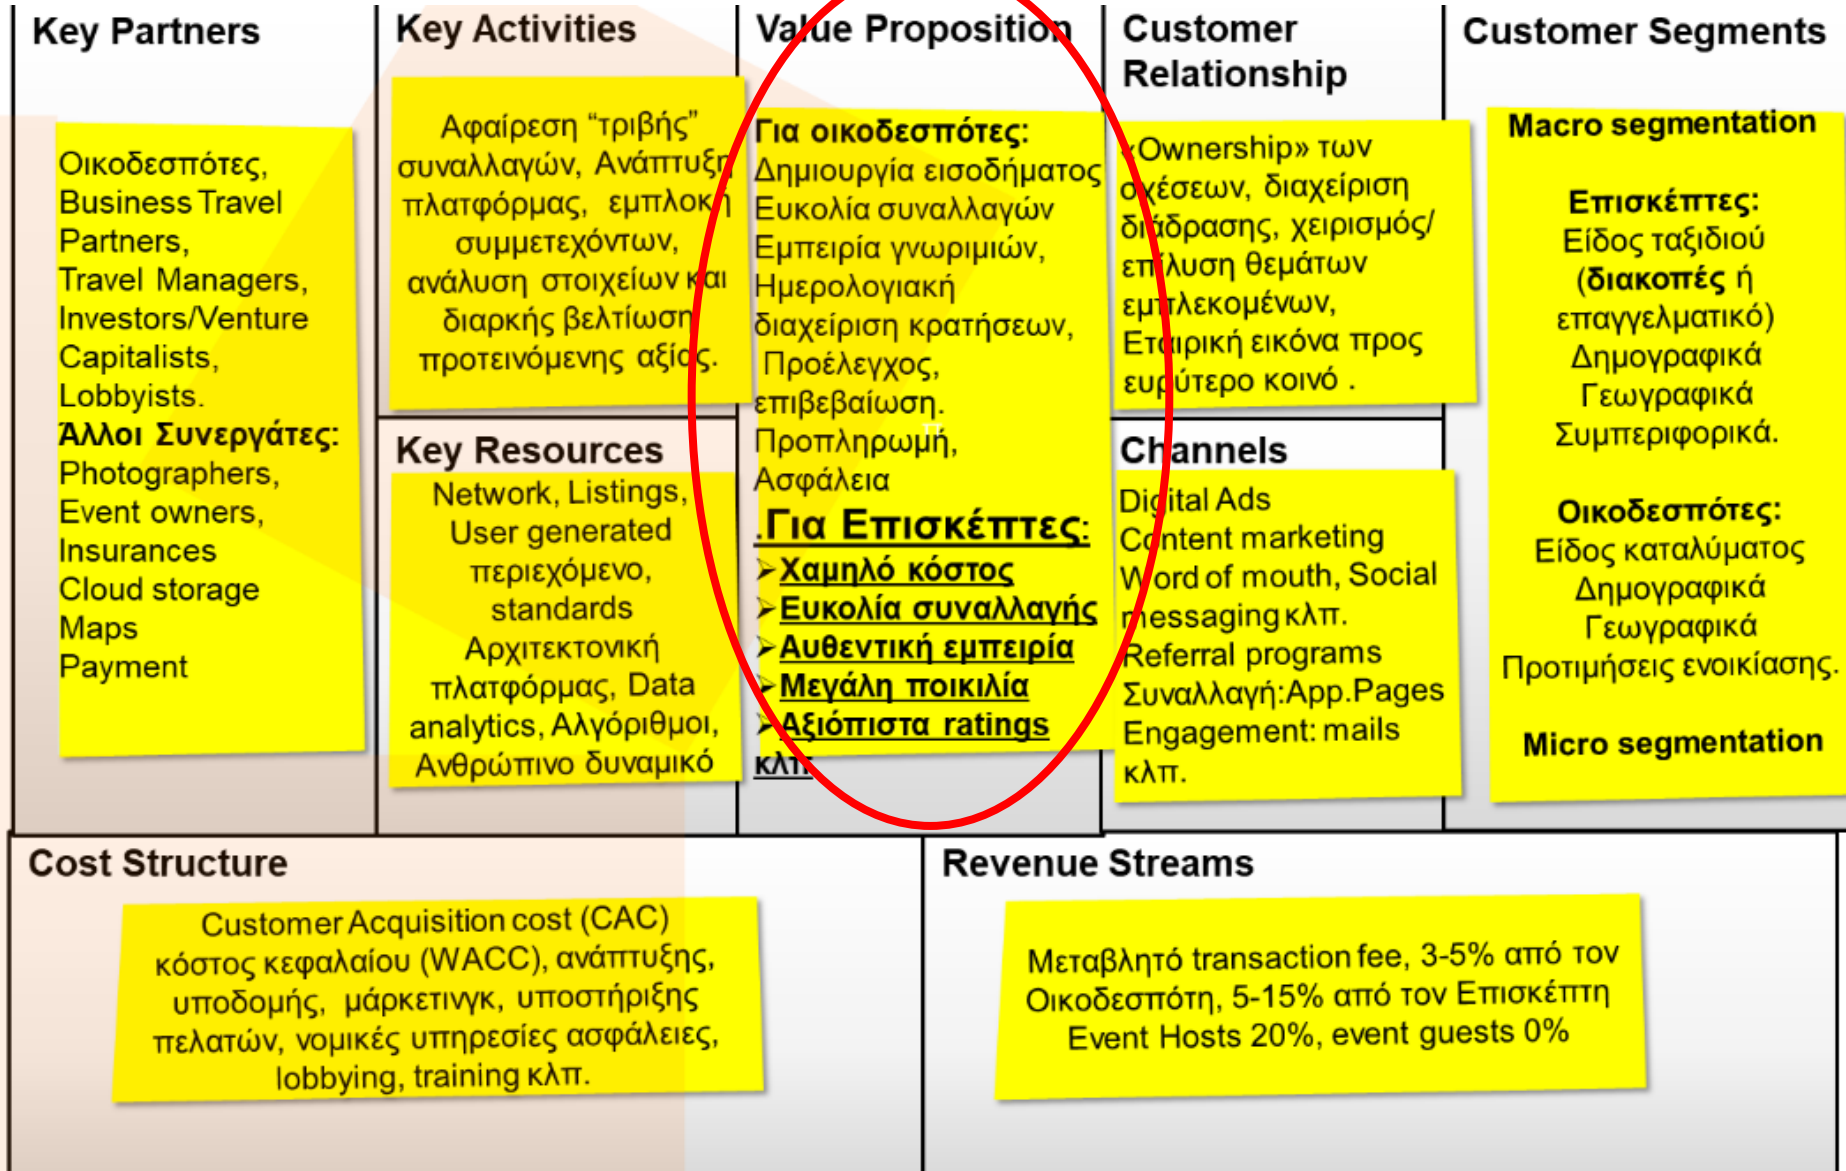 Key Partners
Οικοδεσπότες,
Business Travel
Partners,
Travel Managers,
Investors/Venture
Capitalists,
Lobbyists.
Άλλοι Συνεργάτες:
Photographers,
Event owners,
Insurances
Cloud storage
Maps
Payment
Key Activities
Αφαίρεση “τριβής”
συναλλαγών, Ανάπτυξη
πλατφόρμας, εμπλοκή
συμμετεχόντων,
ανάλυση στοιχείων και
διαρκής βελτίωση
προτεινόμενης αξίας.
Key Resources
Network, Listings,
User generated
περιεχόμενο,
standards
Αρχιτεκτονική
πλατφόρμας, Data
analytics, Αλγόριθμοι,
Ανθρώπινο δυναμικό
Value Proposition
Για οικοδεσπότες:
Δημιουργία εισοδήματος
Ευκολία συναλλαγών
Εμπειρία γνωριμιών,
Ημερολογιακή
διαχείριση κρατήσεων,
Προέλεγχος,
επιβεβαίωση.
Προπληρωμή,
Ασφάλεια
.Για Επισκέπτες:
➢Χαμηλό κόστος
➢Ευκολία συναλλαγής
➢Αυθεντική εμπειρία
➢Μεγάλη ποικιλία
➢Αξιόπιστα ratings
κλπ
Customer
Relationship
«Ownership» των
σχέσεων, διαχείριση
διάδρασης, χειρισμός/
επίλυση θεμάτων
εμπλεκομένων,
Εταιρική εικόνα προς
ευρύτερο κοινό .
Channels
Digital Ads
Content marketing
Word of mouth, Social
messaging κλπ.
Referral programs
Συναλλαγή:App.Pages
Engagement: mails
κλπ.
Customer Segments
Macro segmentation
Επισκέπτες:
Είδος ταξιδιού
(διακοπές ή
επαγγελματικό)
Δημογραφικά
Γεωγραφικά
Συμπεριφορικά.
Οικοδεσπότες:
Είδος καταλύματος
Δημογραφικά
Γεωγραφικά
Προτιμήσεις ενοικίασης.
Micro segmentation
Cost Structure
Customer Acquisition cost (CAC)
κόστος κεφαλαίου (WACC), ανάπτυξης,
υποδομής, μάρκετινγκ, υποστήριξης
πελατών, νομικές υπηρεσίες ασφάλειες,
lobbying, training κλπ.
Revenue Streams
Μεταβλητό transaction fee, 3-5% από τον
Οικοδεσπότη, 5-15% από τον Επισκέπτη
Event Hosts 20%, event guests 0%